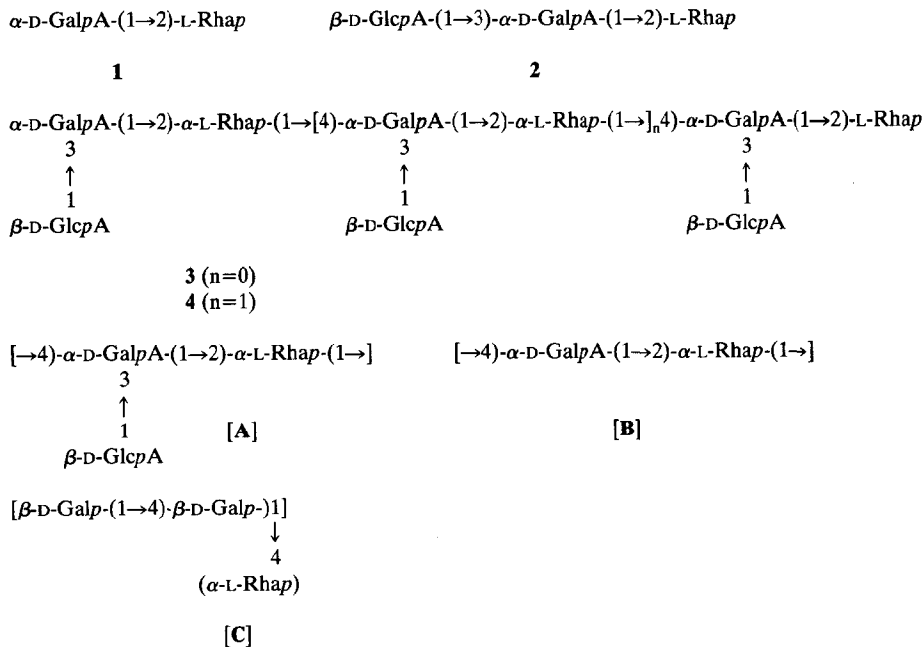 α-D-GalpA-(1→2)-L-Rhap β-D-GlcpA-(1→3)-α-D-GalpA-(1→2)-L-Rhap
1 2
α-D-GalpA-(1→2)-α-L-Rhap-(1→[4)-α-D-GalpA-(1→2)-α-L-Rhap-(1→]n4)-α-D-GalpA-(1→2)-L-Rhap
3 3 3
↑ ↑ ↑
1 1 1
β-D-GlcpA β-D-GlcpA β-D-GlcpA
3 (n=0)
4 (n=1)
[→4)-α-D-GalpA-(1→2)-α-L-Rhap-(1→] [→4)-α-D-GalpA-(1→2)-α-L-Rhap-(1→]
3
↑
1 [A] [B]
β-D-GlcpA
[β-D-Galp-(1→4)-β-D-Galp-)1]
↓
4
(α-L-Rhap)
[C]